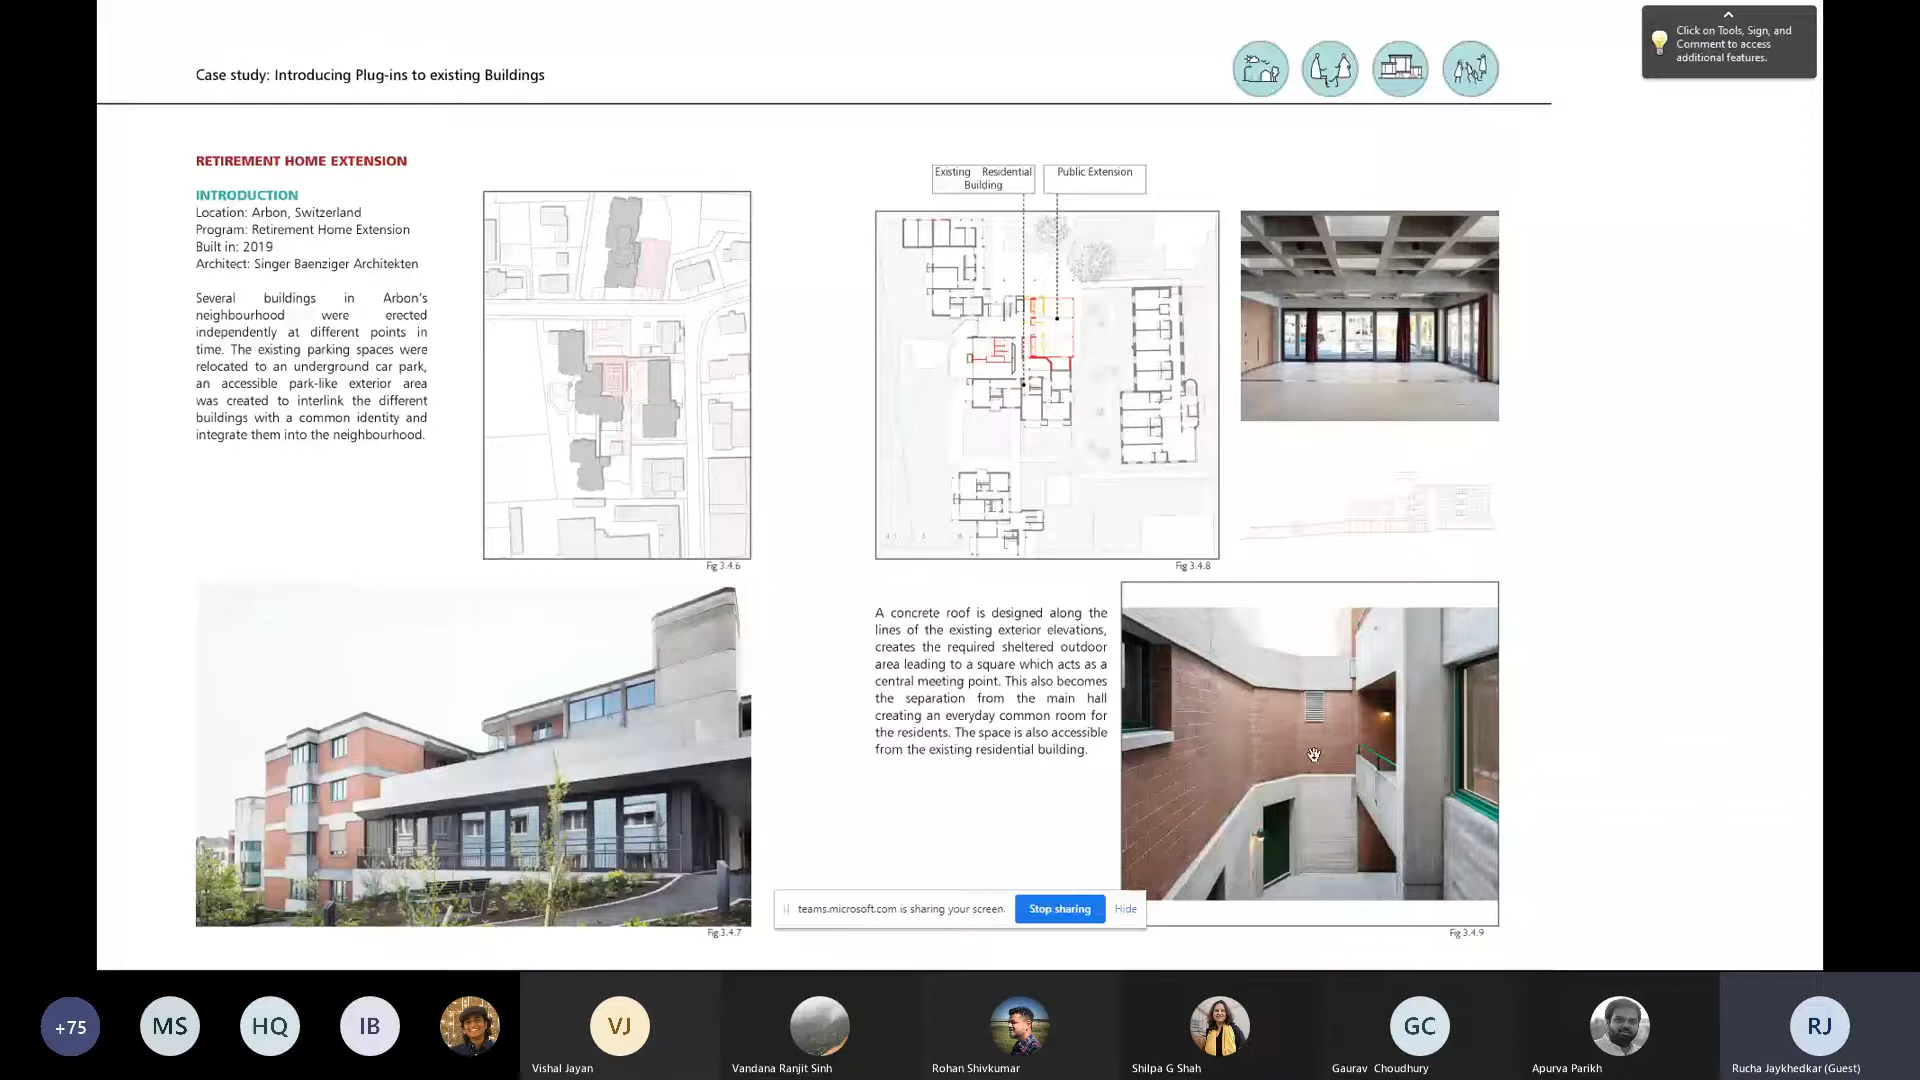 Case study: Introducing Plug-ins to existing Buildings
Click on Tools, Sign, and
Comment to access
additional features.
RETIREMENT HOME EXTENSION
INTRODUCTION
Location: Arbon, Switzerland
Program: Retirement Home Extension
Built in: 2019
Architect: Singer Baenziger Architekten
Several buildings in Arbon's
neighbourhood were erected
independently at different points in
time. The existing parking spaces were
relocated to an underground car park,
an accessible park-like exterior area
was created to interlink the different
buildings with a common identity and
integrate them into the neighbourhood.
Fig 3.4.6
Existing Residential
Building
Public Extension
Fig 3.4.8
Fig 3.4.7
A concrete roof is designed along the
lines of the existing exterior elevations,
creates the required sheltered outdoor
area leading to a square which acts as a
central meeting point. This also becomes
the separation from the main hall
creating an everyday common room for
the residents. The space is also accessible
from the existing residential building.
Fig 3.4.9
teams.microsoft.com is sharing your screen.
Stop sharing
Hide
+75
MS
HQ
IB
VJ
GC
RJ
Vishal Jayan
Vandana Ranjit Sinh
Rohan Shivkumar
Shilpa G Shah
Gaurav Choudhury
Apurva Parikh
Rucha Jaykhedkar (Guest)